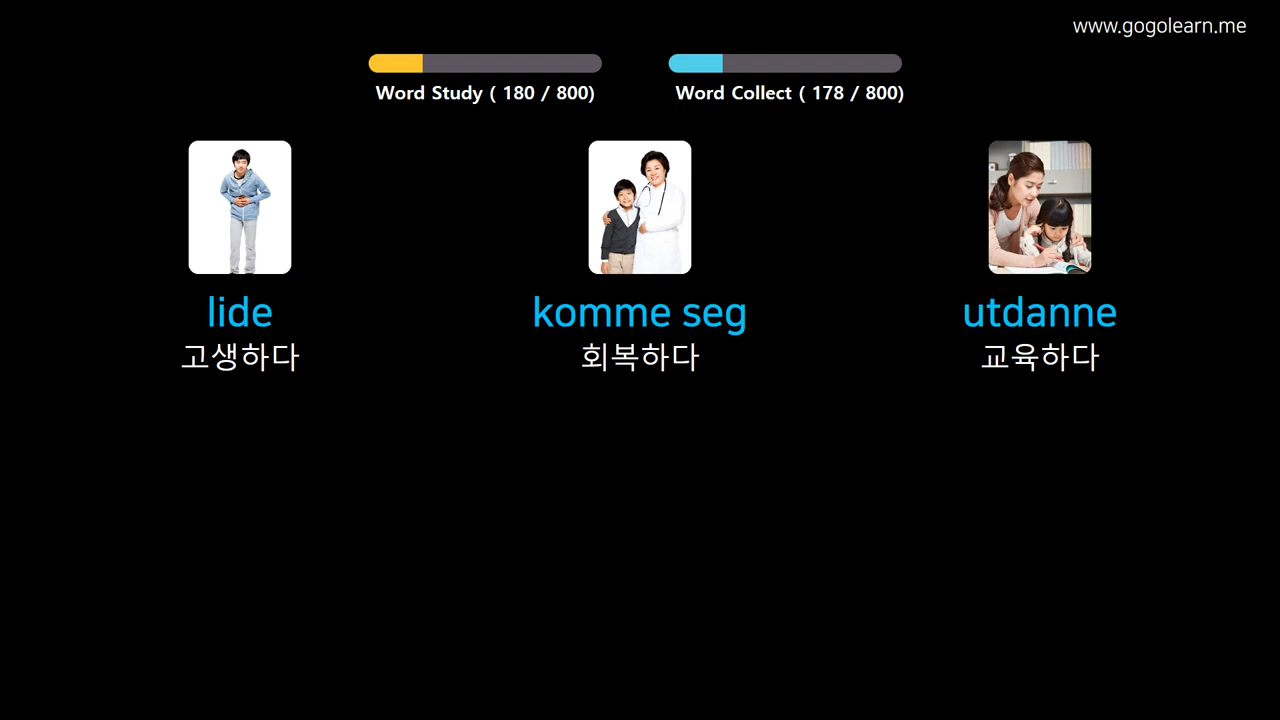 www.gogolearn.me
Word Study ( 180 / 800)
Word Collect ( 178 / 800)
lide
고생하다
komme seg
회복하다
utdanne
교육하다